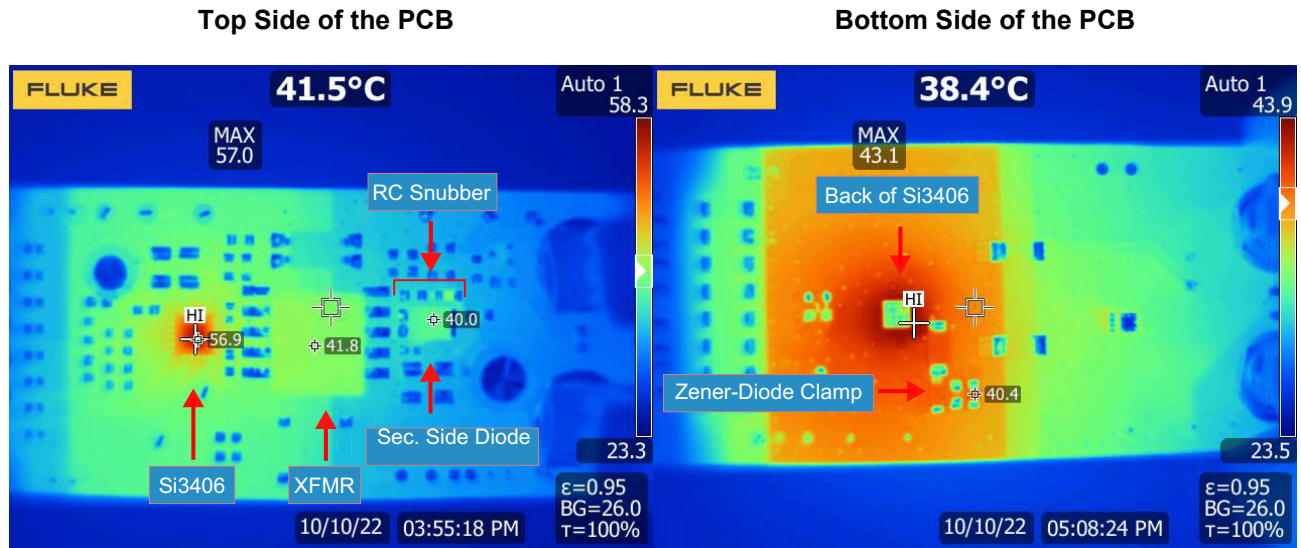 Top Side of the PCB
Bottom Side of the PCB
FLUKE
41.5°C
Auto 1
58.3
MAX
57.0
RC Snubber
HI
56.9
41.8
40.0
Sec. Side Diode
Si3406
XFMR
23.3
ε=0.95
BG=26.0
τ=100%
10/10/22 03:55:18 PM
FLUKE
38.4°C
Auto 1
43.9
MAX
43.1
Back of Si3406
HI
Zener-Diode Clamp
40.4
23.5
ε=0.95
BG=26.0
τ=100%
10/10/22 05:08:24 PM